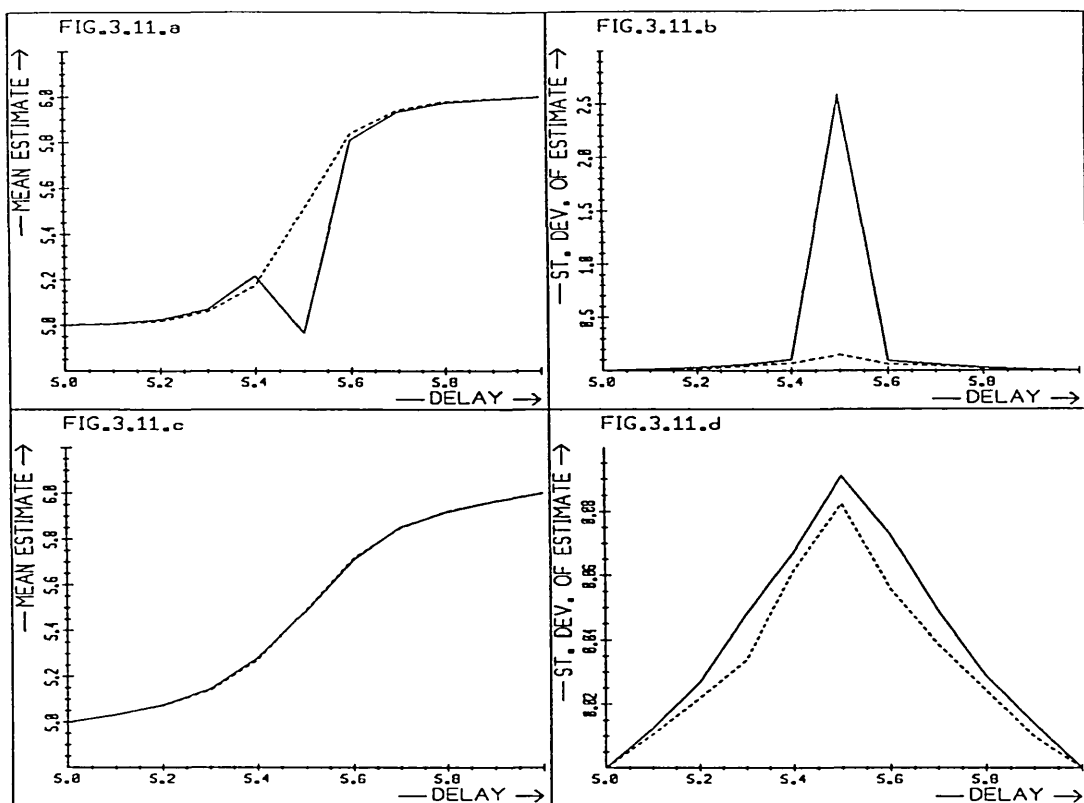 FIG.3.11.a
— MEAN ESTIMATE →
6.0
5.8
5.6
5.4
5.2
5.0
5.0 5.2 5.4 5.6 5.8
— DELAY →
FIG.3.11.b
— ST. DEV. OF ESTIMATE →
2.5
2.0
1.5
1.0
0.5
5.0 5.2 5.4 5.6 5.8
— DELAY →
FIG.3.11.c
— MEAN ESTIMATE →
6.0
5.8
5.6
5.4
5.2
5.0
5.0 5.2 5.4 5.6 5.8
— DELAY →
FIG.3.11.d
— ST. DEV. OF ESTIMATE →
0.08
0.06
0.04
0.02
5.0 5.2 5.4 5.6 5.8
— DELAY →